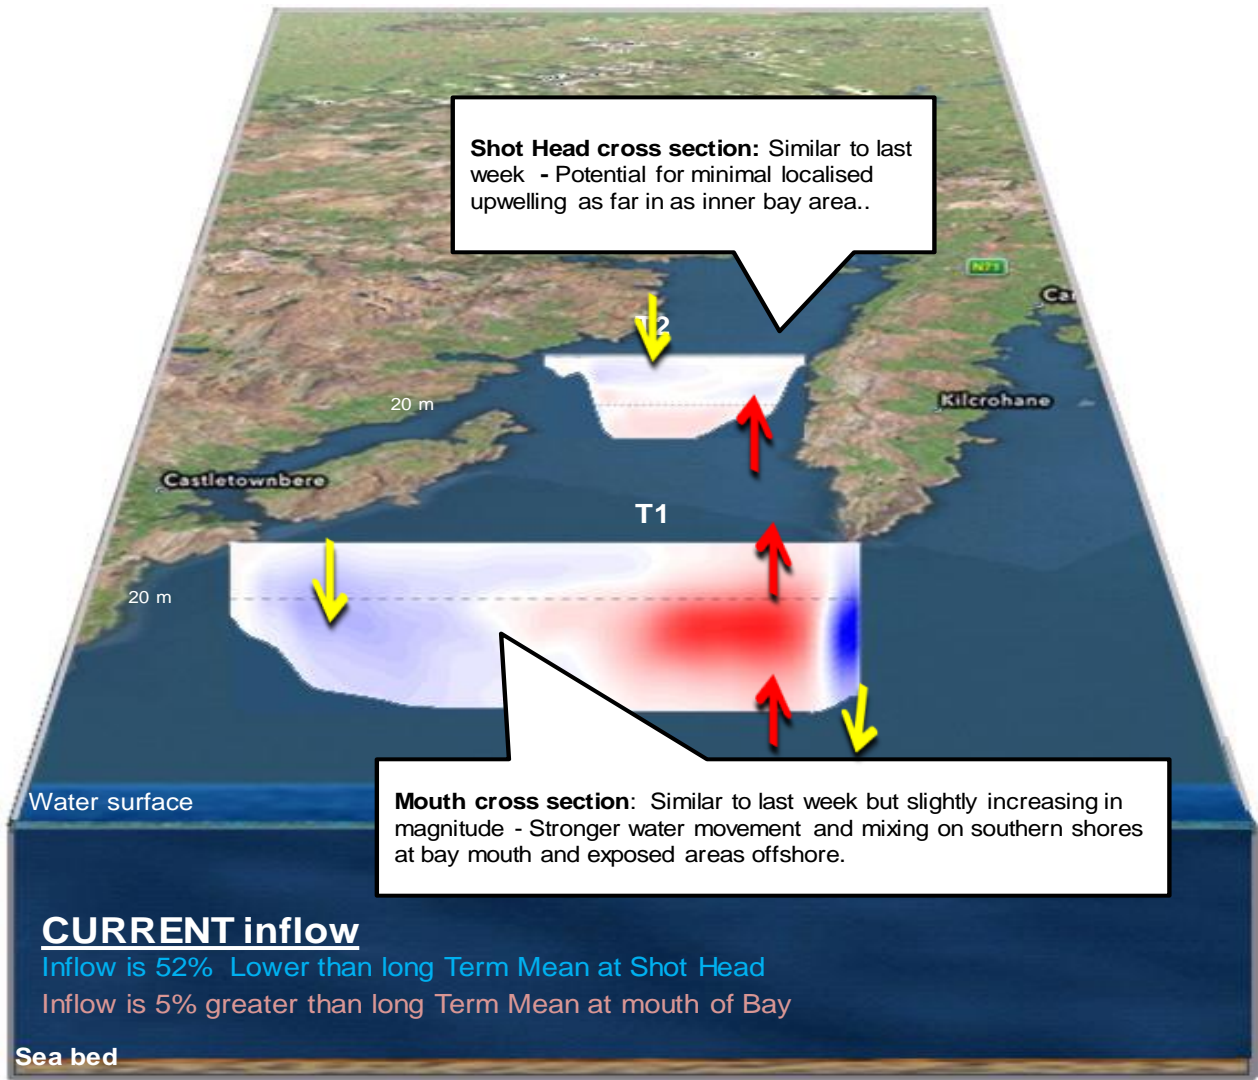 Shot Head cross section: Similar to last
week - Potential for minimal localised
upwelling as far in as inner bay area..
N71
Ca
T2
20 m
Kilcrohane
Castletownbere
T1
20 m
Water surface
Mouth cross section: Similar to last week but slightly increasing in
magnitude - Stronger water movement and mixing on southern shores
at bay mouth and exposed areas offshore.
CURRENT inflow
Inflow is 52% Lower than long Term Mean at Shot Head
Inflow is 5% greater than long Term Mean at mouth of Bay
Sea bed